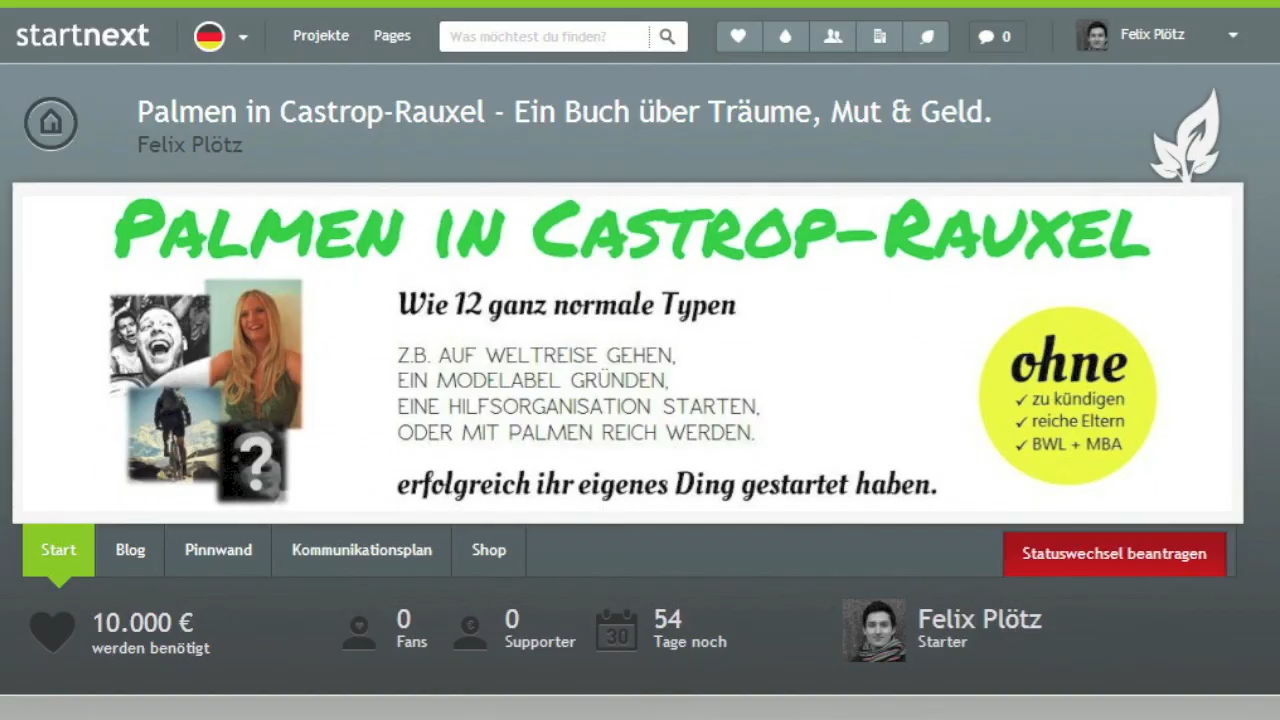 startnext
Projekte
Pages
Was möchtest du finden?
0
Felix Plötz
Palmen in Castrop-Rauxel - Ein Buch über Träume, Mut & Geld.
Felix Plötz
Palmen in Castrop-Rauxel
Wie 12 ganz normale Typen
Z.B. AUF WELTREISE GEHEN,
EIN MODELABEL GRÜNDEN,
EINE HILFSORGANISATION STARTEN,
ODER MIT PALMEN REICH WERDEN.
erfolgreich ihr eigenes Ding gestartet haben.
?
ohne
✓ zu kündigen
✓ reiche Eltern
✓ BWL + MBA
Start
Blog
Pinnwand
Kommunikationsplan
Shop
Statuswechsel beantragen
10.000 €
werden benötigt
0
Fans
€
0
Supporter
30
54
Tage noch
Felix Plötz
Starter